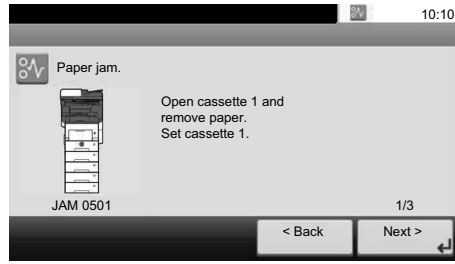 10:10
Paper jam.
Open cassette 1 and
remove paper.
Set cassette 1.
JAM 0501
1/3
< Back
Next >